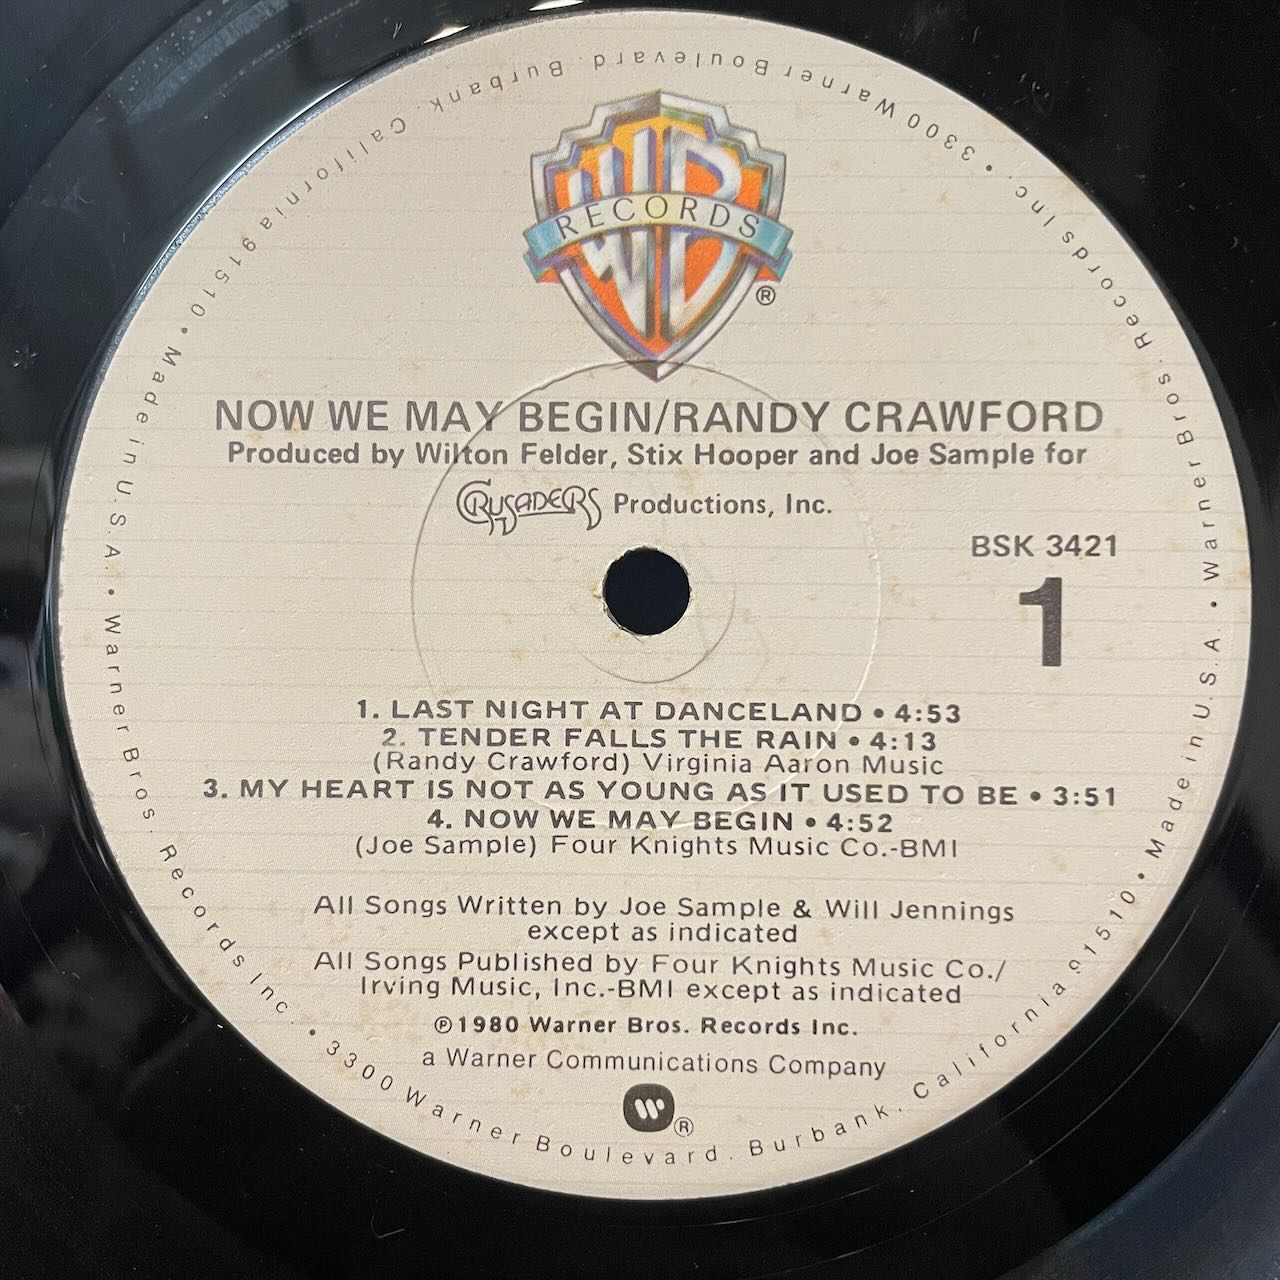 WB
RECORDS
®
NOW WE MAY BEGIN/RANDY CRAWFORD
Produced by Wilton Felder, Stix Hooper and Joe Sample for
CRUSADERS Productions, Inc.
BSK 3421
1
1. LAST NIGHT AT DANCELAND • 4:53
2. TENDER FALLS THE RAIN • 4:13
(Randy Crawford) Virginia Aaron Music
3. MY HEART IS NOT AS YOUNG AS IT USED TO BE • 3:51
4. NOW WE MAY BEGIN • 4:52
(Joe Sample) Four Knights Music Co.-BMI
All Songs Written by Joe Sample & Will Jennings
except as indicated
All Songs Published by Four Knights Music Co./
Irving Music, Inc.-BMI except as indicated
℗1980 Warner Bros. Records Inc.
a Warner Communications Company
W®
Warner Bros. Records Inc. • 3300 Warner Boulevard. Burbank, California 91510 • Made in U.S.A. • Warner Bros. Records Inc. • 3300 Warner Boulevard. Burbank, California 91510 • Made in U.S.A. •